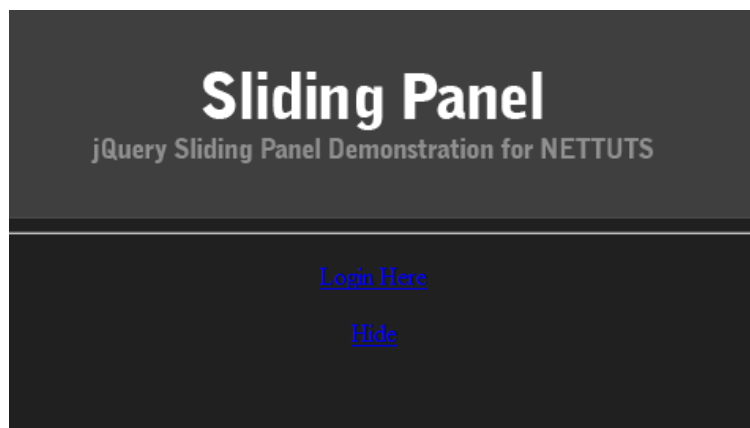 Sliding Panel
jQuery Sliding Panel Demonstration for NETTUTS
Login Here
Hide